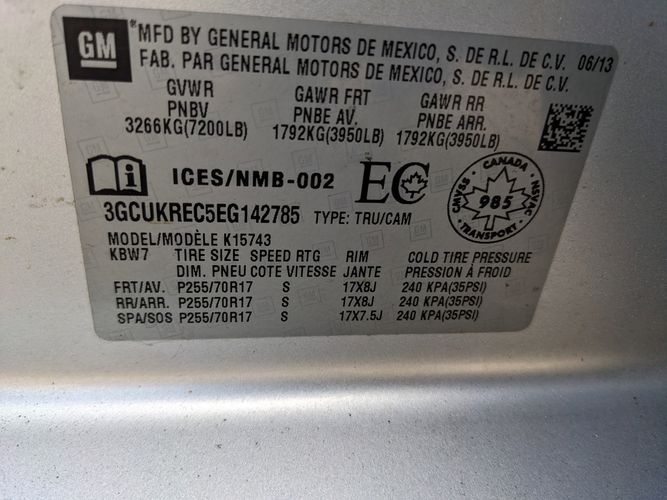 GM
®MFD BY GENERAL MOTORS DE MEXICO, S. DE R.L. DE C.V. 06/13
FAB. PAR GENERAL MOTORS DE MEXICO, S. DE R.L. DE C.V.
GVWR GAWR FRT GAWR RR
PNBV PNBE AV. PNBE ARR.
3266KG(7200LB) 1792KG(3950LB) 1792KG(3950LB)
i ICES/NMB-002 EC
CANADA
CMVSS NSVAC
985
TRANSPORT
3GCUKREC5EG142785 TYPE: TRU/CAM
MODEL/MODÈLE K15743
KBW7 TIRE SIZE SPEED RTG RIM COLD TIRE PRESSURE
DIM. PNEU COTE VITESSE JANTE PRESSION À FROID
FRT/AV. P255/70R17 S 17X8J 240 KPA(35PSI)
RR/ARR. P255/70R17 S 17X8J 240 KPA(35PSI)
SPA/SOS P255/70R17 S 17X7.5J 240 KPA(35PSI)